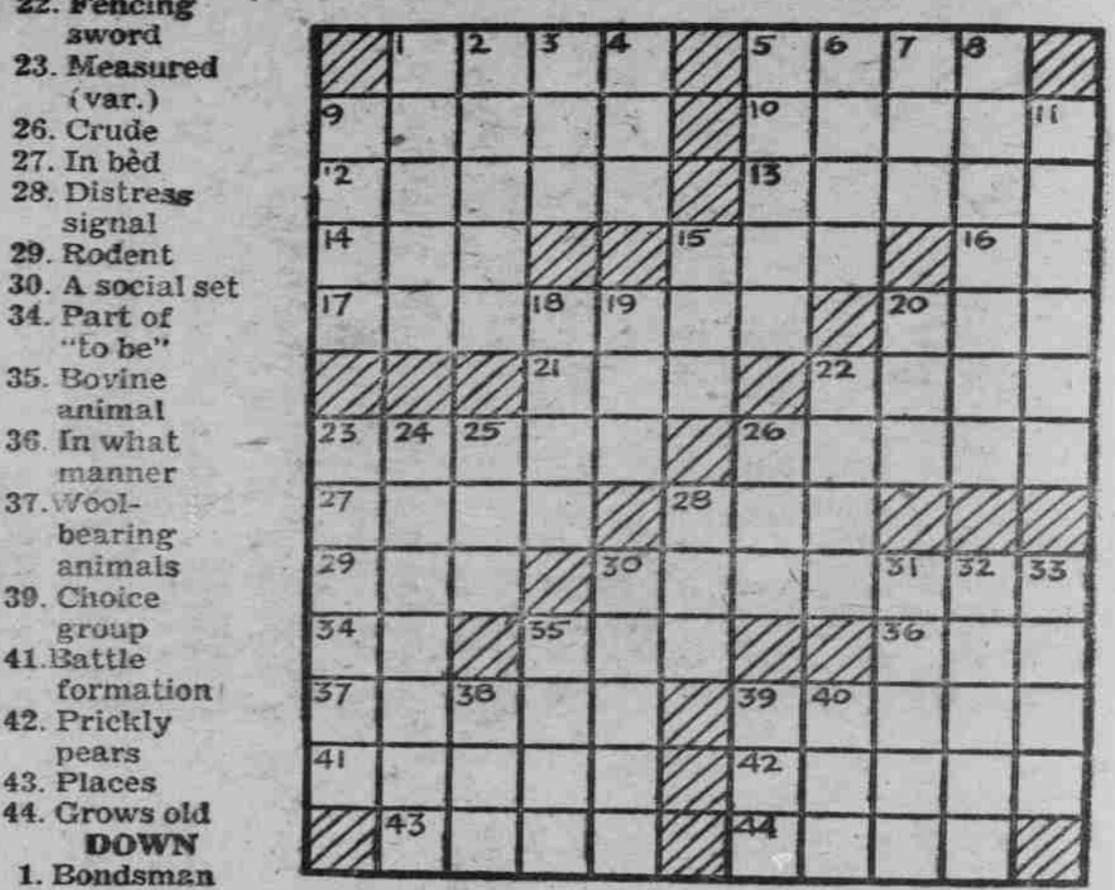 22. Fencing
sword
23. Measured
(var.)
26. Crude
27. In bèd
28. Distress
signal
29. Rodent
30. A social set
34. Part of
"to be"
35. Bovine
animal
36. In what
manner
37. Wool-
bearing
animals
39. Choice
group
41. Battle
formation
42. Prickly
pears
43. Places
44. Grows old
DOWN
1. Bondsman
1 2 3 4 5 6 7 8
9 10 11
12 13
14 15 16
17 18 19 20
21 22
23 24 25 26
27 28
29 30 31 32 33
34 35 36
37 38 39 40
41 42
43 44